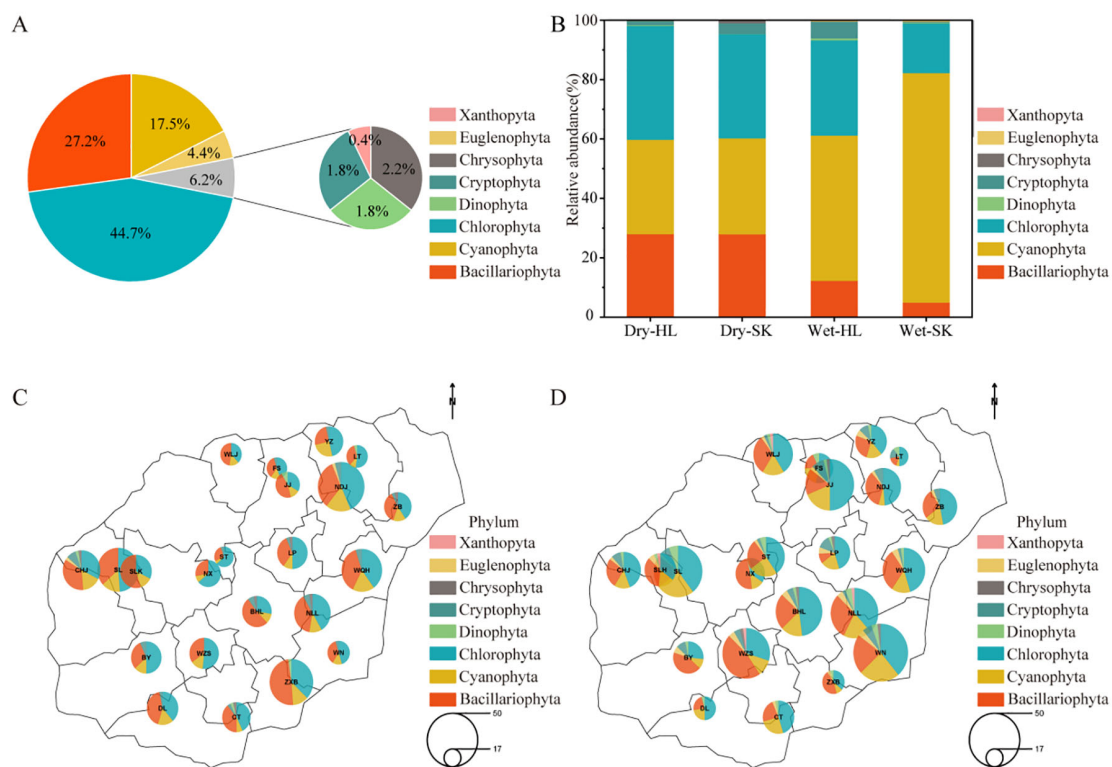 A
27.2%
17.5%
4.4%
6.2%
44.7%
0.4%
1.8%
2.2%
1.8%
Xanthopyta
Euglenophyta
Chrysophyta
Cryptophyta
Dinophyta
Chlorophyta
Cyanophyta
Bacillariophyta
B
Relative abundance(%)
100
80
60
40
20
0
Dry-HL
Dry-SK
Wet-HL
Wet-SK
Xanthopyta
Euglenophyta
Chrysophyta
Cryptophyta
Dinophyta
Chlorophyta
Cyanophyta
Bacillariophyta
C
N
WLJ
YZ
LT
FS
JJ
NDJ
ZB
CHJ
SL
SLK
ST
NX
LP
WQH
BHL
NLL
BY
WZS
WN
ZXB
DL
CT
Phylum
Xanthopyta
Euglenophyta
Chrysophyta
Cryptophyta
Dinophyta
Chlorophyta
Cyanophyta
Bacillariophyta
50
17
D
N
WLJ
YZ
LT
FS
JJ
NDJ
ZB
CHJ
SLH
SL
ST
NX
LP
WQH
BHL
NLL
BY
WZS
WN
ZXB
DL
CT
Phylum
Xanthopyta
Euglenophyta
Chrysophyta
Cryptophyta
Dinophyta
Chlorophyta
Cyanophyta
Bacillariophyta
50
17